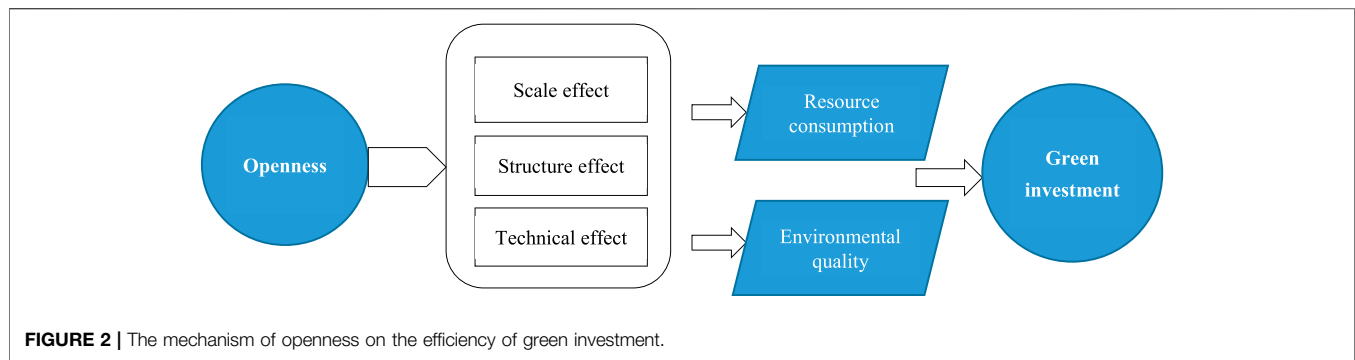 Openness
Scale effect
Structure effect
Technical effect
Resource
consumption
Environmental
quality
Green
investment
FIGURE 2 | The mechanism of openness on the efficiency of green investment.